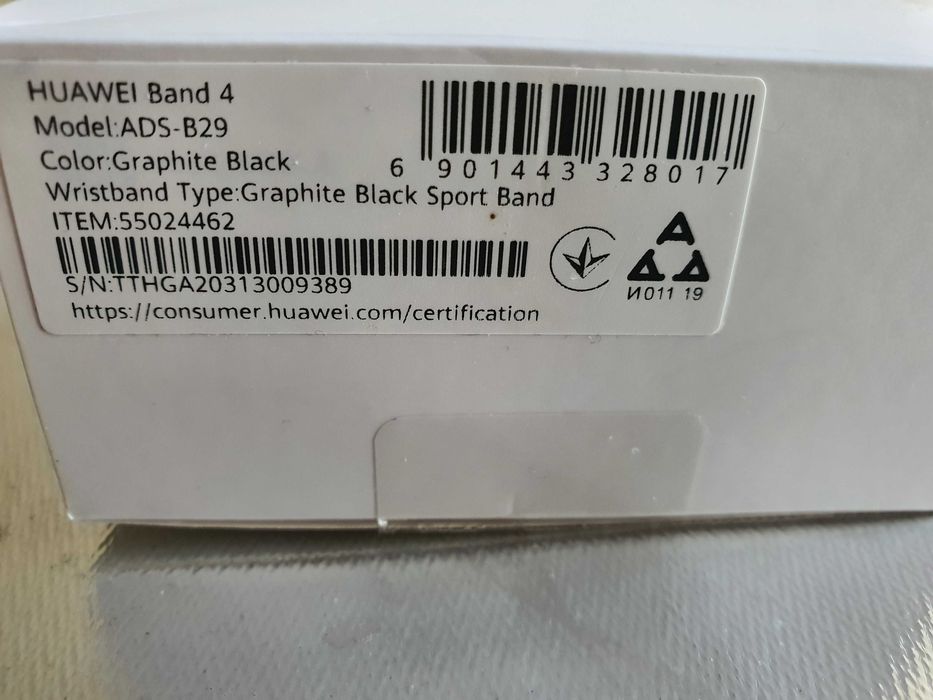 HUAWEI Band 4
Model:ADS-B29
Color:Graphite Black
Wristband Type:Graphite Black Sport Band
ITEM:55024462
S/N:TTHGA20313009389
https://consumer.huawei.com/certification
6 901443 328017
И011 19